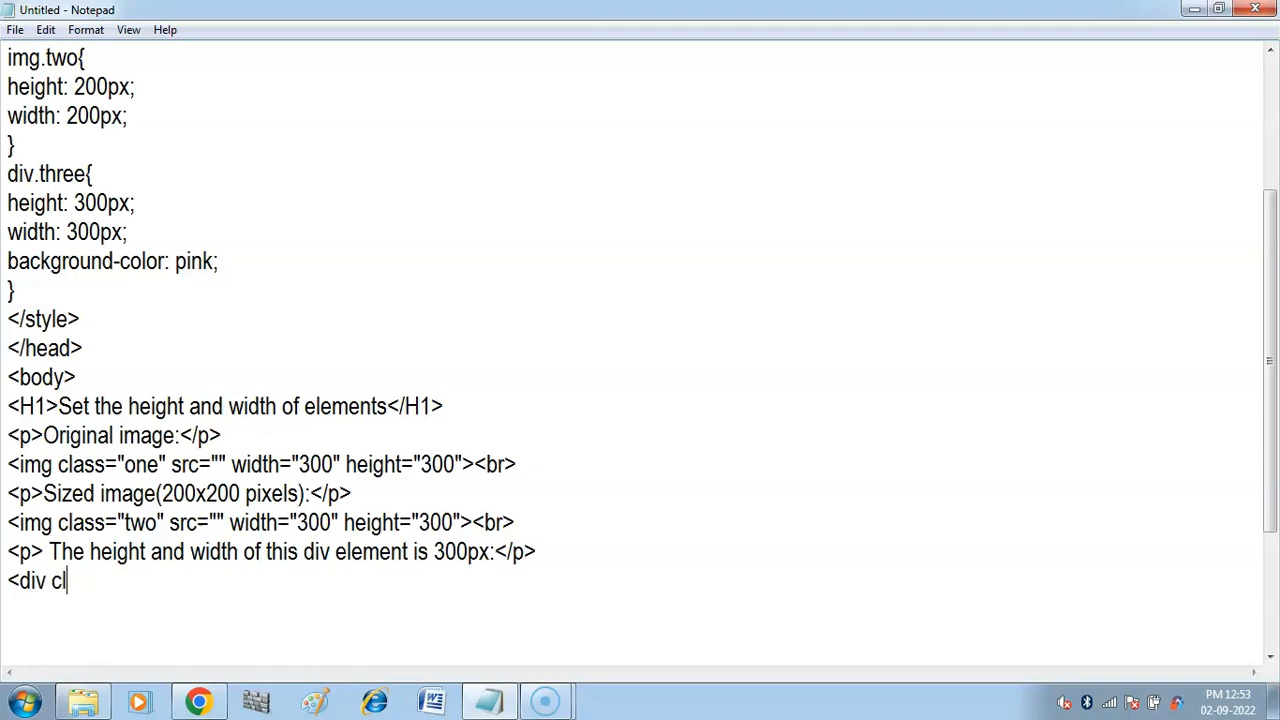 Untitled - Notepad
File Edit Format View Help
img.two{
height: 200px;
width: 200px;
}
div.three{
height: 300px;
width: 300px;
background-color: pink;
}
</style>
</head>
<body>
<H1>Set the height and width of elements</H1>
<p>Original image:</p>
<img class="one" src="" width="300" height="300"><br>
<p>Sized image(200x200 pixels):</p>
<img class="two" src="" width="300" height="300"><br>
<p> The height and width of this div element is 300px:</p>
<div cl
PM 12:53
02-09-2022